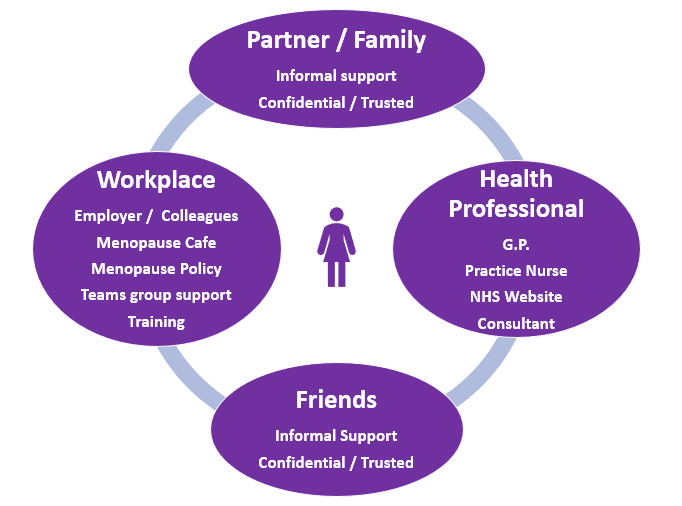 Partner / Family
Informal support
Confidential / Trusted
Workplace
Employer / Colleagues
Menopause Cafe
Menopause Policy
Teams group support
Training
Health
Professional
G.P.
Practice Nurse
NHS Website
Consultant
Friends
Informal Support
Confidential / Trusted